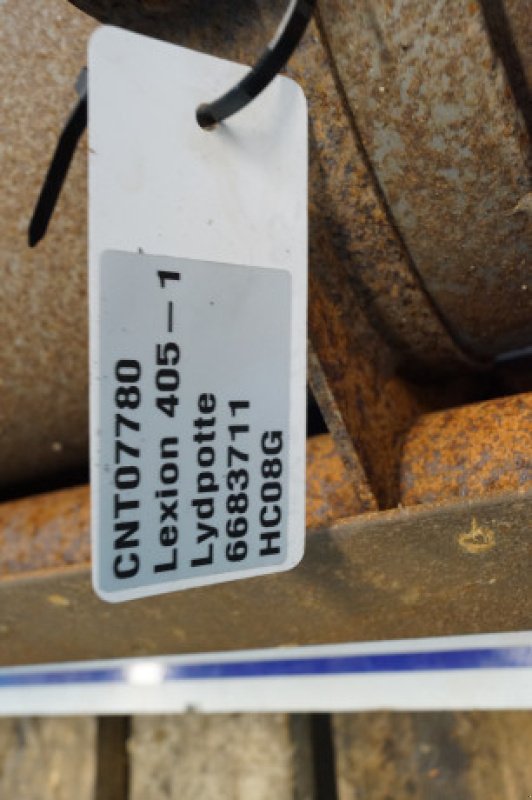 CNT07780
Lexion 405-1
Lydpotte
6683711
HC08G